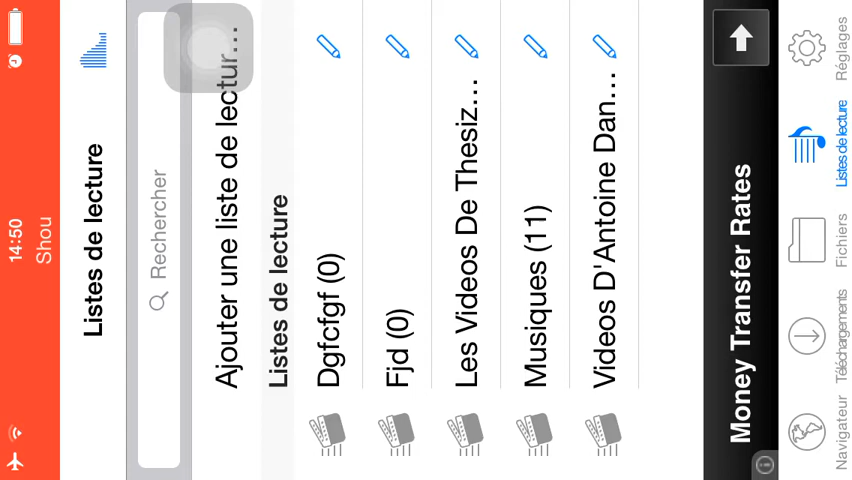 14:50
Shou
Listes de lecture
Rechercher
Ajouter une liste de lectur...
Listes de lecture
Dgfcfgf (0)
Fjd (0)
Les Videos De Thesiz...
Musiques (11)
Videos D'Antoine Dan...
Money Transfer Rates
Navigateur
Téléchargements
Fichiers
Listes de lecture
Réglages